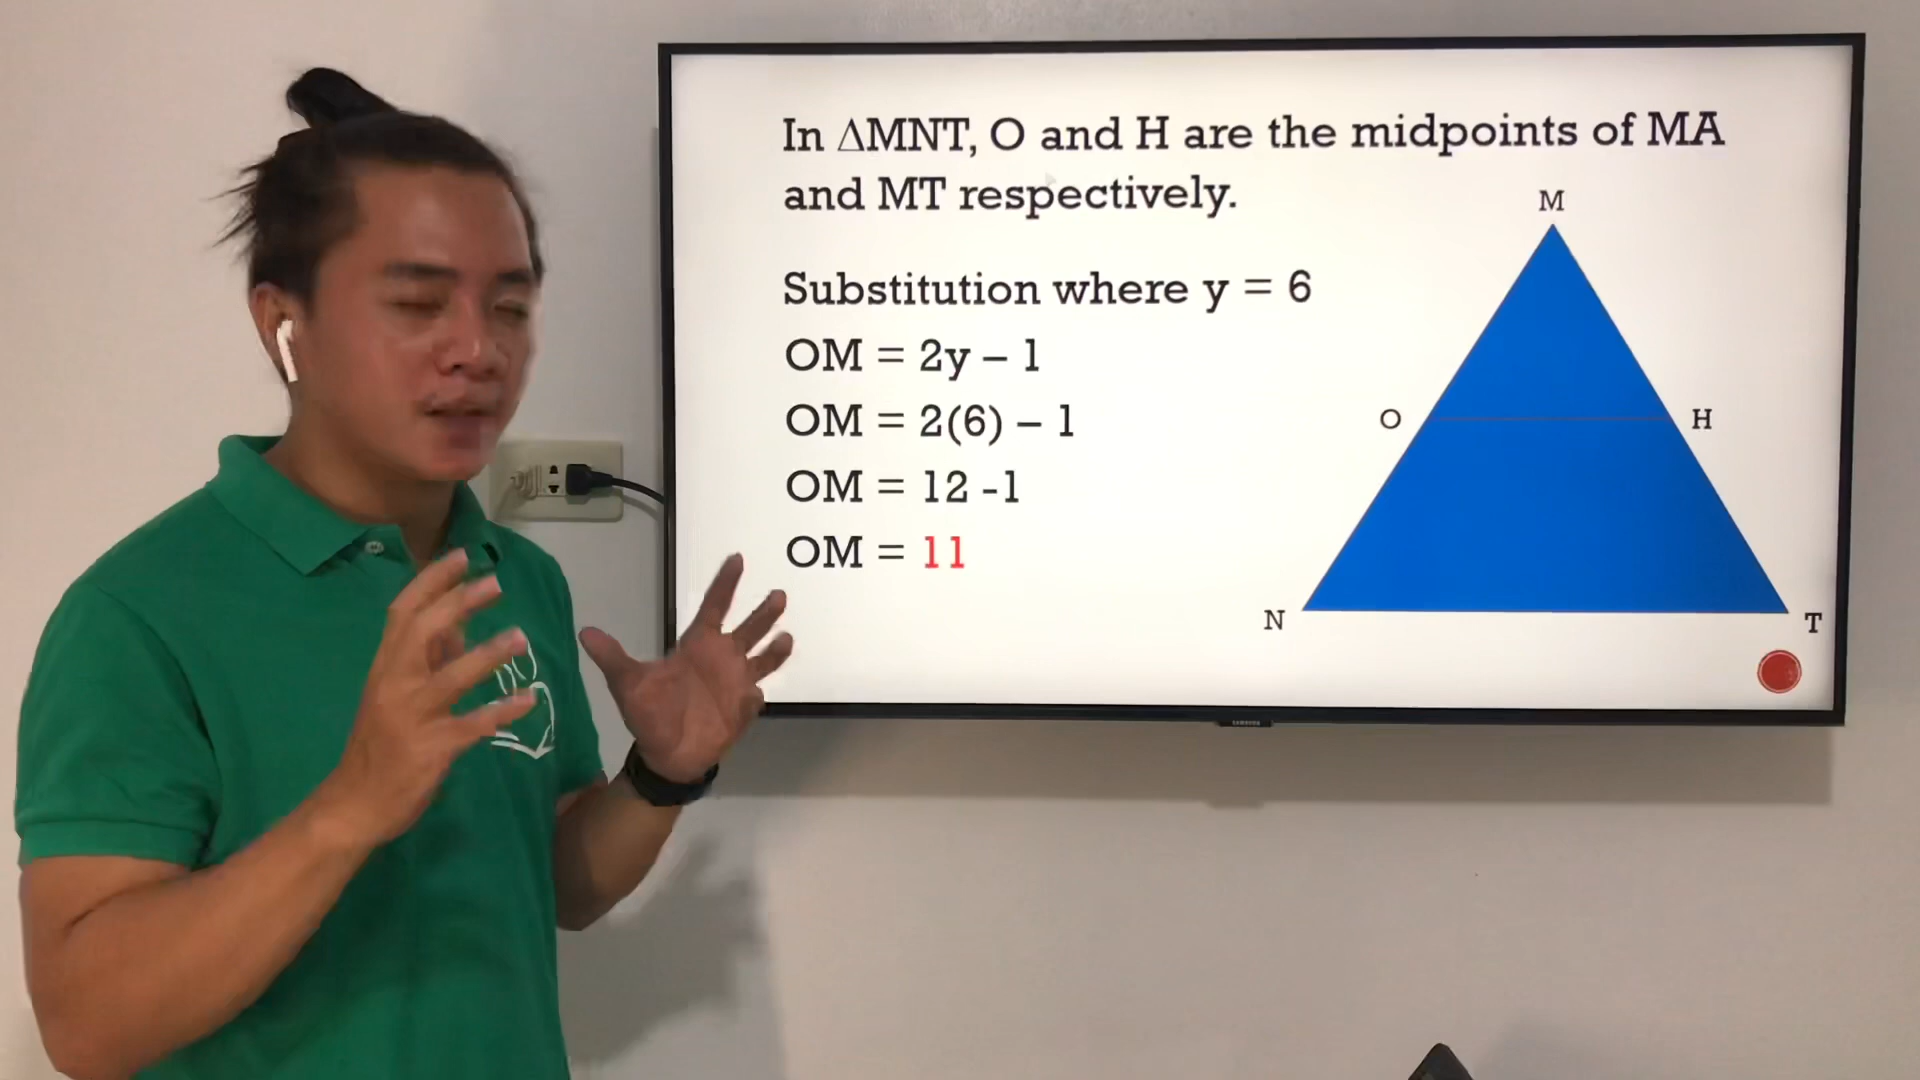 In ΔMNT, O and H are the midpoints of MA
and MT respectively.
M
Substitution where y = 6
OM = 2y – 1
O
H
OM = 2(6) – 1
OM = 12 -1
OM = 11
N
T
SAMSUNG